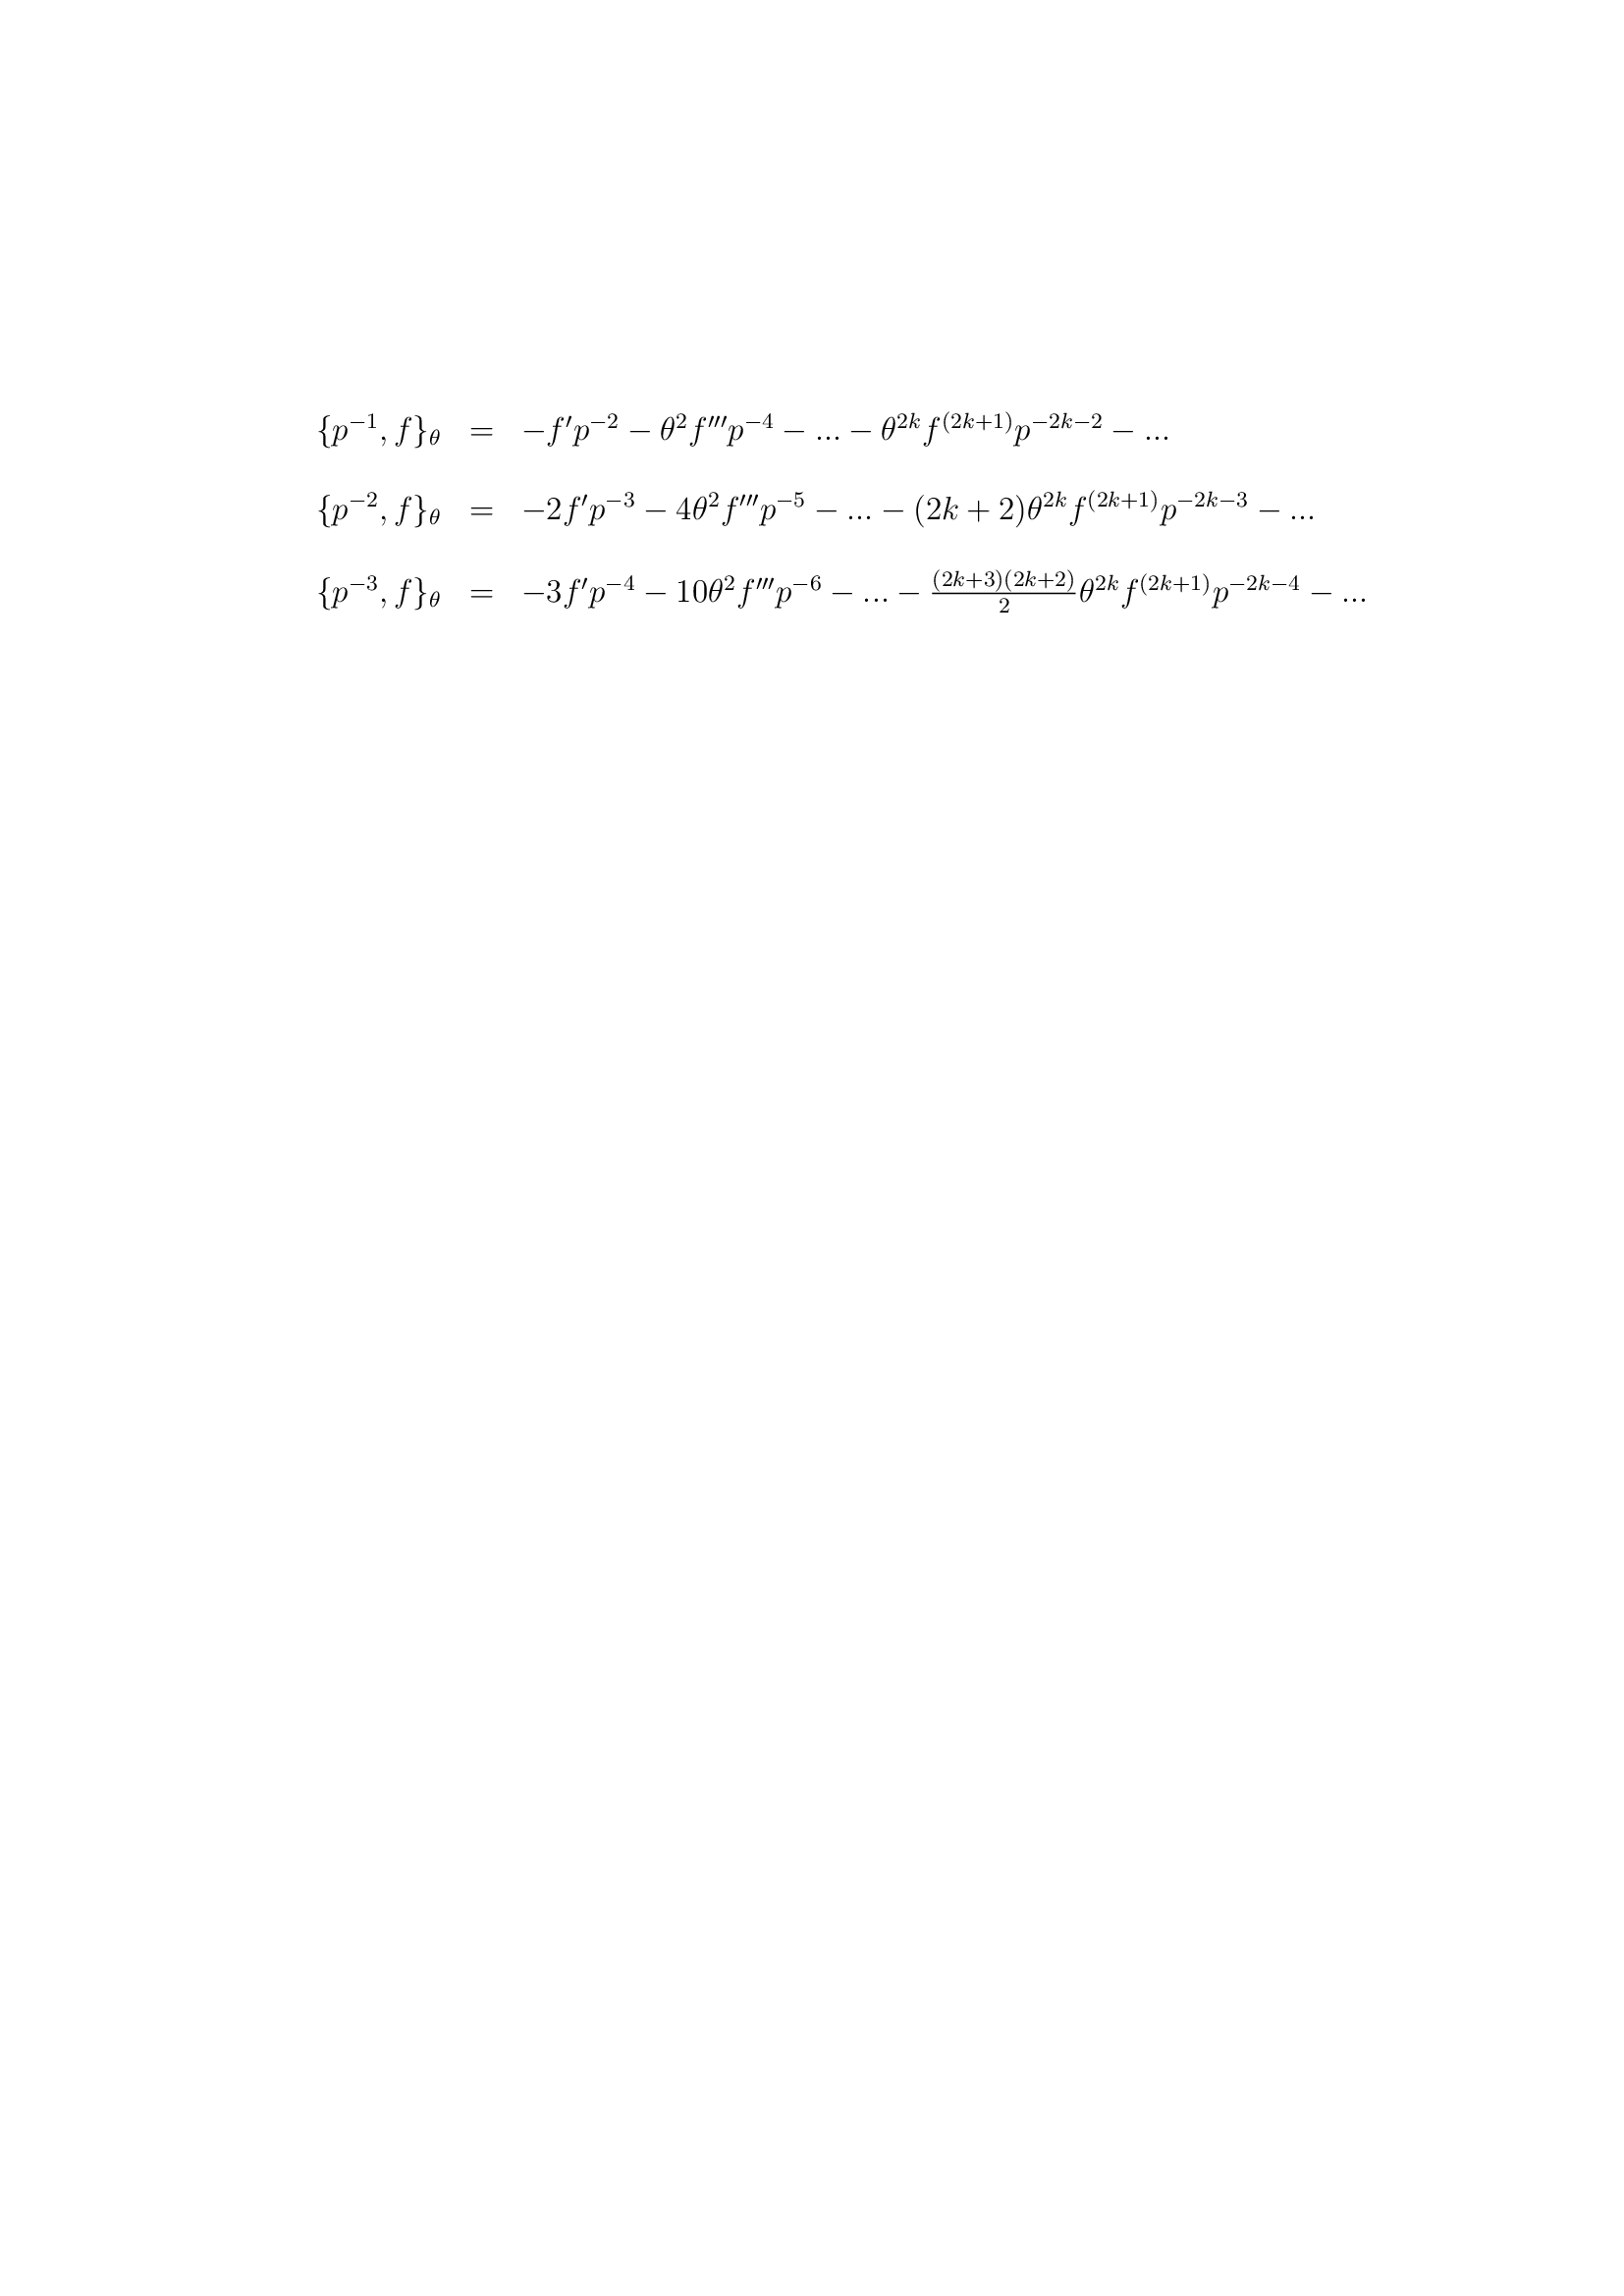 $\{p^{-1}, f\}_\theta = -f' p^{-2} - \theta^2 f''' p^{-4} - ... - \theta^{2k} f^{(2k+1)} p^{-2k-2} - ...$
$\{p^{-2}, f\}_\theta = -2f' p^{-3} - 4\theta^2 f''' p^{-5} - ... - (2k+2)\theta^{2k} f^{(2k+1)} p^{-2k-3} - ...$
$\{p^{-3}, f\}_\theta = -3f' p^{-4} - 10\theta^2 f''' p^{-6} - ... - \frac{(2k+3)(2k+2)}{2}\theta^{2k} f^{(2k+1)} p^{-2k-4} - ...$